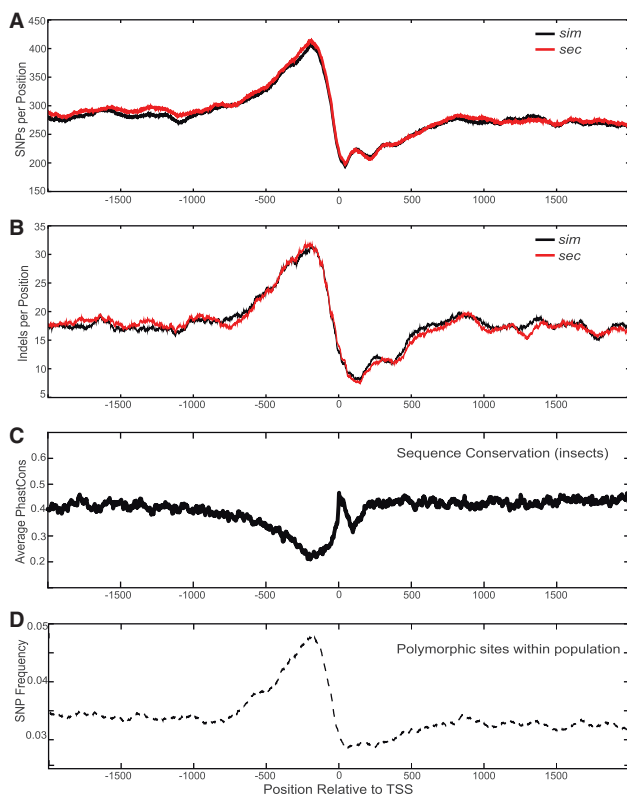 A
450
400
350
300
250
200
150
SNPs per Position
sim
sec
-1500 -1000 -500 0 500 1000 1500
B
35
30
25
20
15
10
5
Indels per Position
sim
sec
-1500 -1000 -500 0 500 1000 1500
C
0.6
0.5
0.4
0.3
0.2
Average PhastCons
Sequence Conservation (insects)
-1500 -1000 -500 0 500 1000 1500
D
0.05
0.04
0.03
SNP Frequency
Polymorphic sites within population
-1500 -1000 -500 0 500 1000 1500
Position Relative to TSS